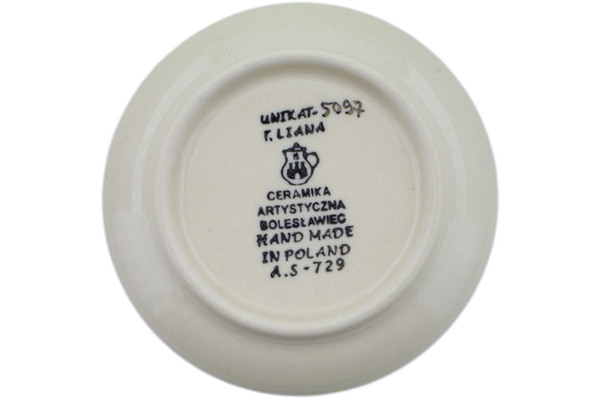 UNIKAT-5097
T. LIANA
CERAMIKA
ARTYSTYCZNA
BOLESŁAWIEC
HAND MADE
IN POLAND
A.S-729